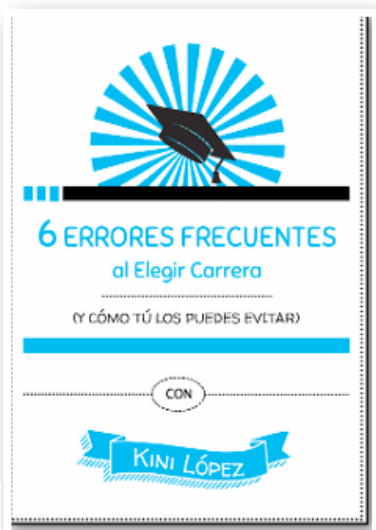 6 ERRORES FRECUENTES
al Elegir Carrera
(Y CÓMO TÚ LOS PUEDES EVITAR)
CON
KINI LÓPEZ